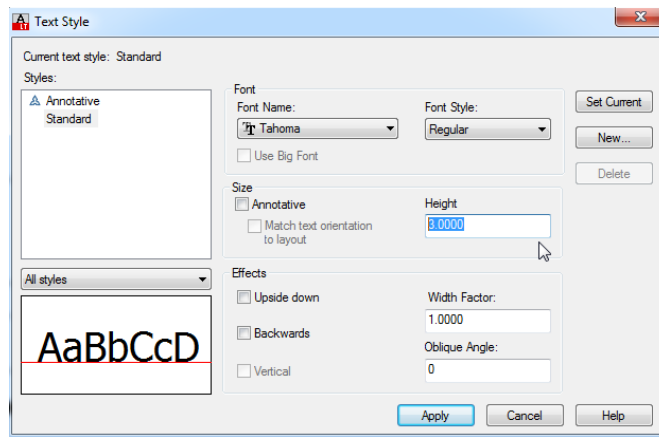 Text Style
Current text style: Standard
Styles:
Annotative
Standard
All styles
AaBbCcD
Font
Font Name:
Font Style:
Tahoma
Regular
Use Big Font
Size
Annotative
Height
Match text orientation
to layout
3.0000
Effects
Upside down
Width Factor:
1.0000
Backwards
Oblique Angle:
0
Vertical
Set Current
New...
Delete
Apply
Cancel
Help